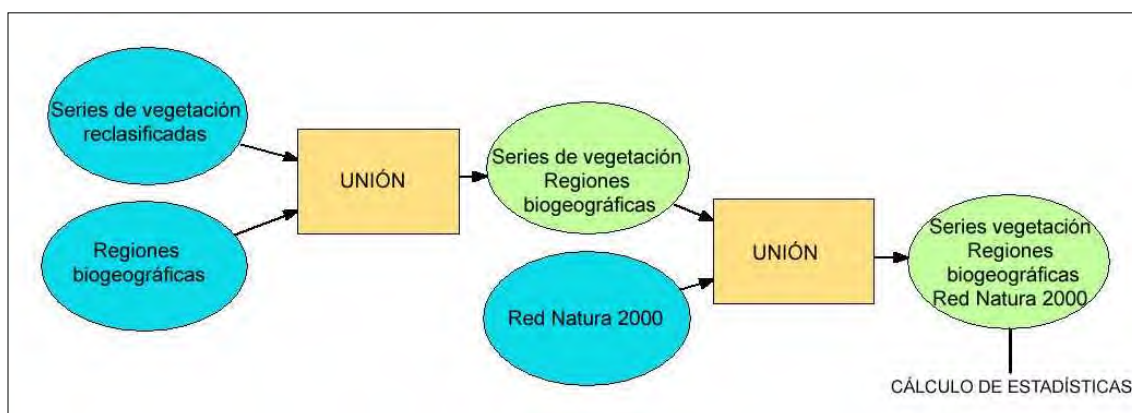 Series de vegetación
reclasificadas
UNIÓN
Regiones
biogeográficas
Series de vegetación
Regiones
biogeográficas
Red Natura 2000
UNIÓN
Series vegetación
Regiones
biogeográficas
Red Natura 2000
CÁLCULO DE ESTADÍSTICAS